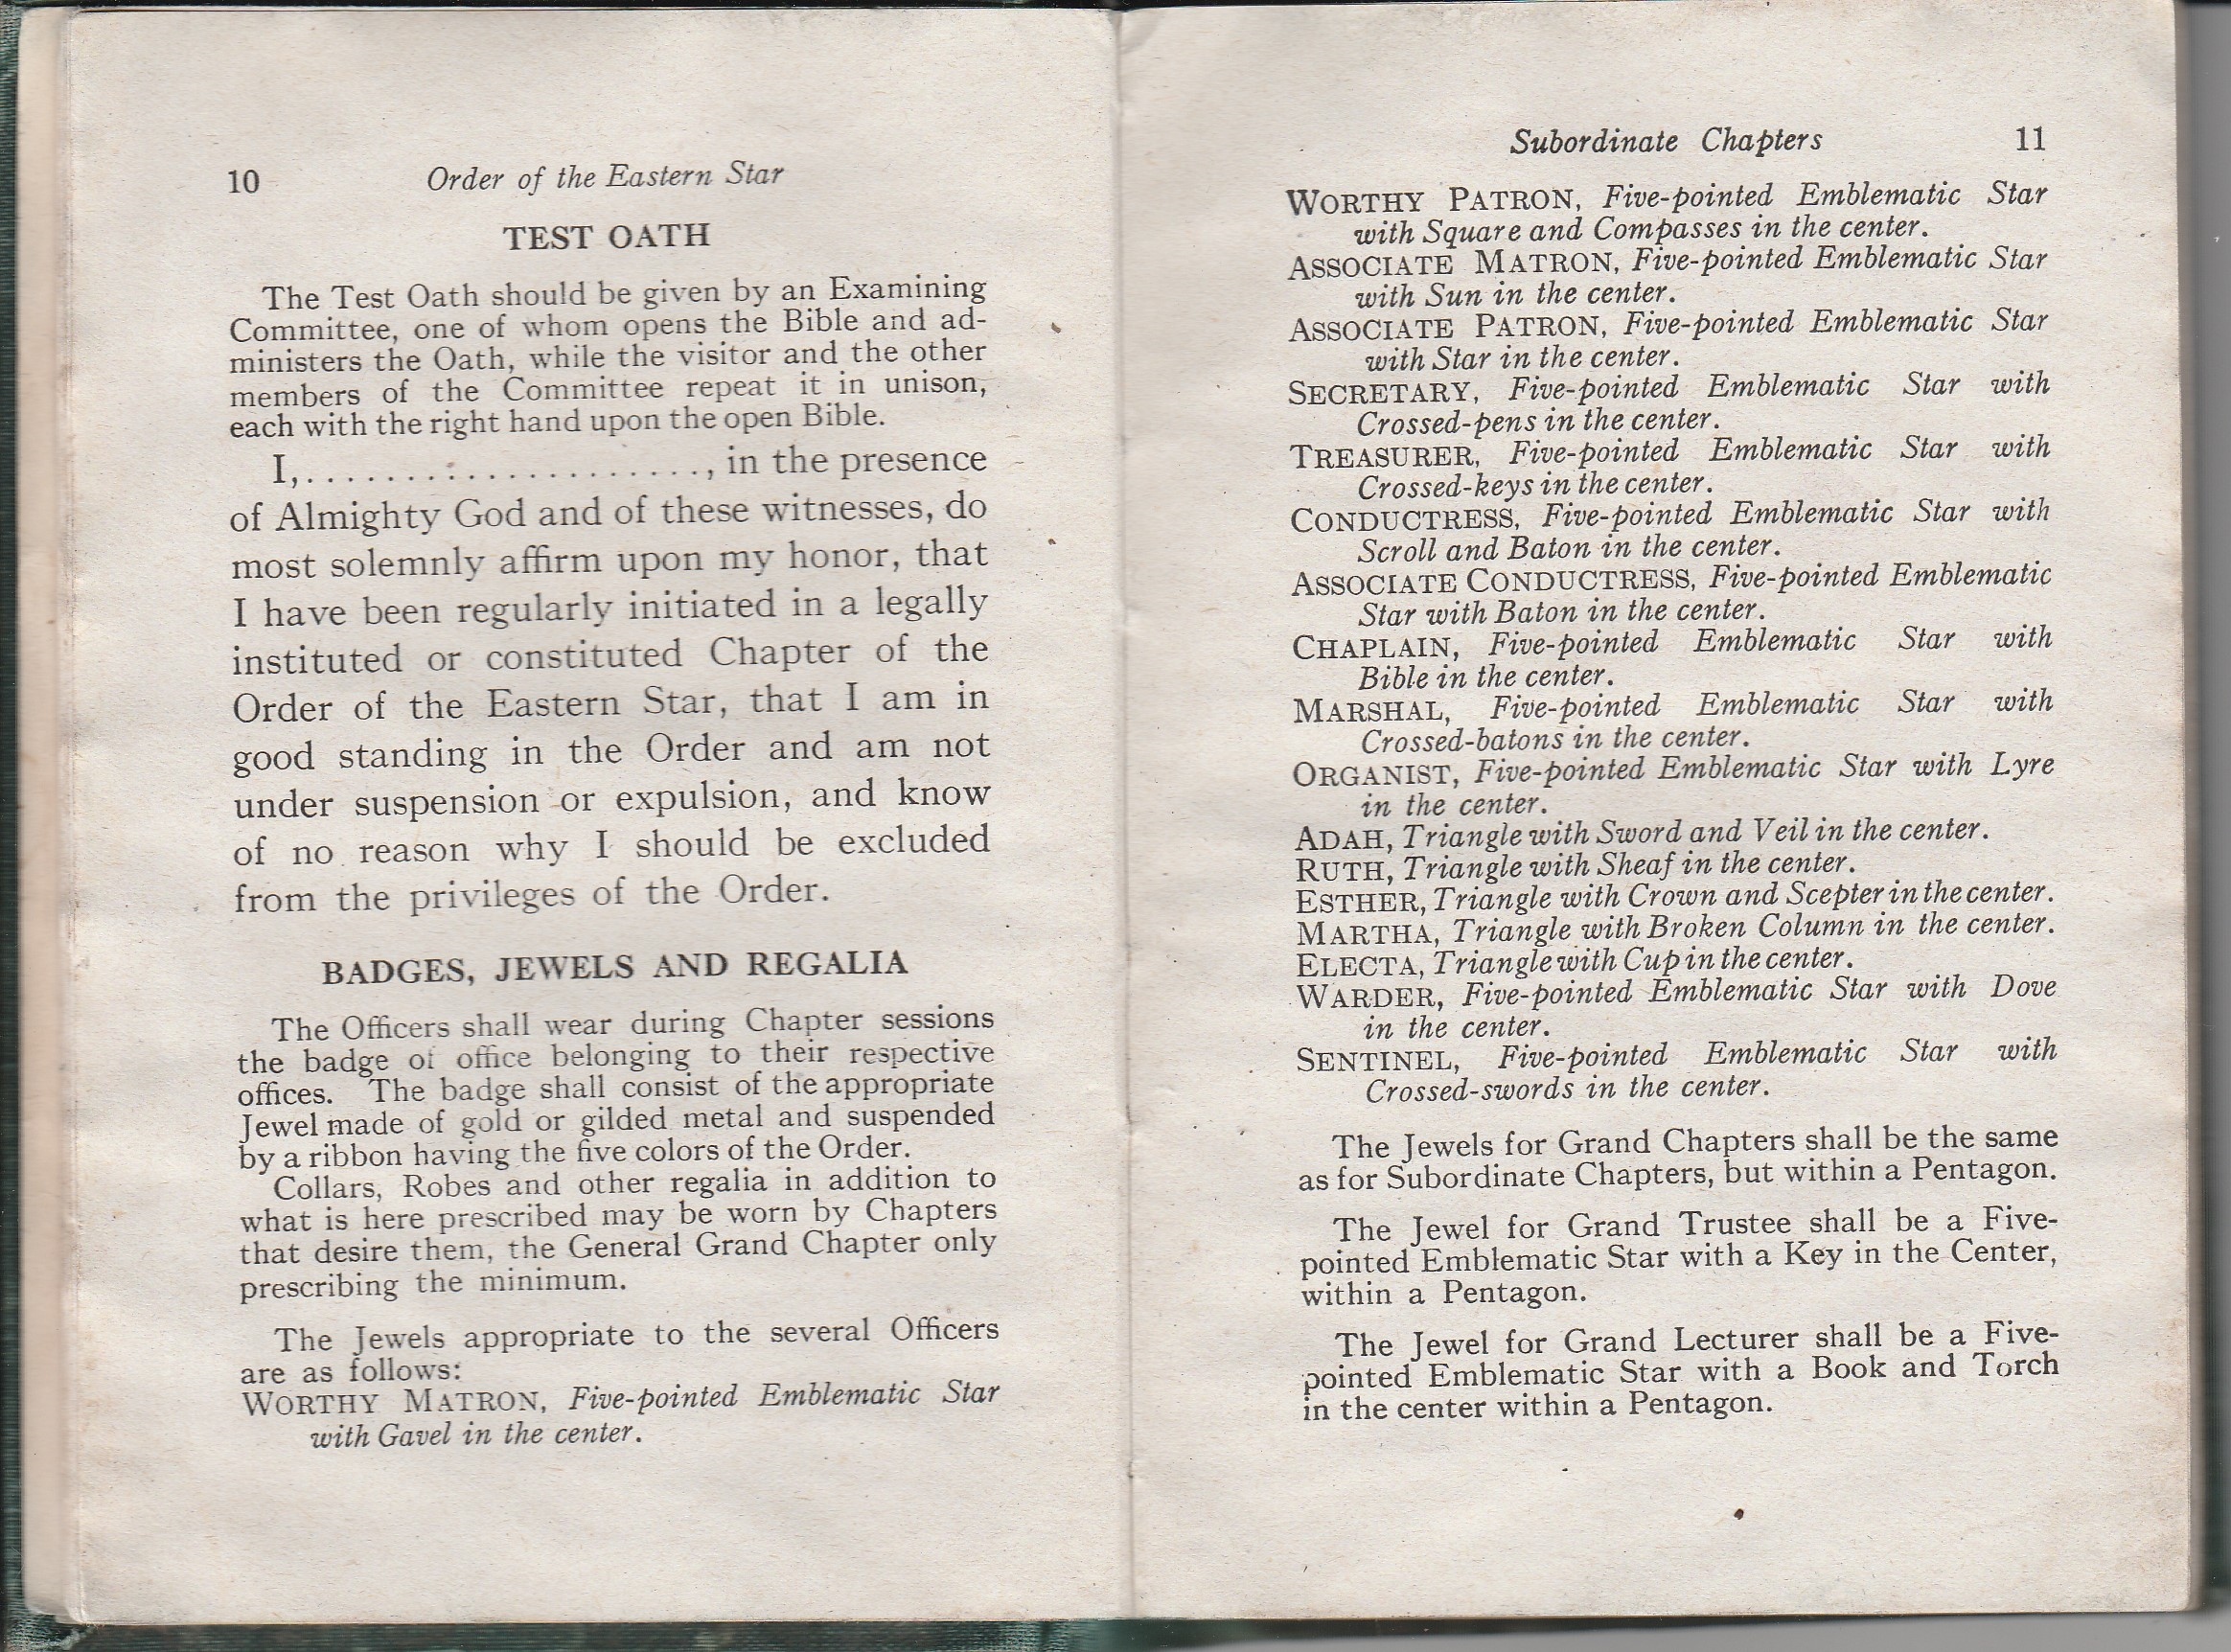 10 Order of the Eastern Star
TEST OATH
The Test Oath should be given by an Examining
Committee, one of whom opens the Bible and ad-
ministers the Oath, while the visitor and the other
members of the Committee repeat it in unison,
each with the right hand upon the open Bible.
I,......................, in the presence
of Almighty God and of these witnesses, do
most solemnly affirm upon my honor, that
I have been regularly initiated in a legally
instituted or constituted Chapter of the
Order of the Eastern Star, that I am in
good standing in the Order and am not
under suspension or expulsion, and know
of no reason why I should be excluded
from the privileges of the Order.
BADGES, JEWELS AND REGALIA
The Officers shall wear during Chapter sessions
the badge of office belonging to their respective
offices. The badge shall consist of the appropriate
Jewel made of gold or gilded metal and suspended
by a ribbon having the five colors of the Order.
Collars, Robes and other regalia in addition to
what is here prescribed may be worn by Chapters
that desire them, the General Grand Chapter only
prescribing the minimum.
The Jewels appropriate to the several Officers
are as follows:
WORTHY MATRON, Five-pointed Emblematic Star
with Gavel in the center.
Subordinate Chapters 11
WORTHY PATRON, Five-pointed Emblematic Star
with Square and Compasses in the center.
ASSOCIATE MATRON, Five-pointed Emblematic Star
with Sun in the center.
ASSOCIATE PATRON, Five-pointed Emblematic Star
with Star in the center.
SECRETARY, Five-pointed Emblematic Star with
Crossed-pens in the center.
TREASURER, Five-pointed Emblematic Star with
Crossed-keys in the center.
CONDUCTRESS, Five-pointed Emblematic Star with
Scroll and Baton in the center.
ASSOCIATE CONDUCTRESS, Five-pointed Emblematic
Star with Baton in the center.
CHAPLAIN, Five-pointed Emblematic Star with
Bible in the center.
MARSHAL, Five-pointed Emblematic Star with
Crossed-batons in the center.
ORGANIST, Five-pointed Emblematic Star with Lyre
in the center.
ADAH, Triangle with Sword and Veil in the center.
RUTH, Triangle with Sheaf in the center.
ESTHER, Triangle with Crown and Scepter in the center.
MARTHA, Triangle with Broken Column in the center.
ELECTA, Triangle with Cup in the center.
WARDER, Five-pointed Emblematic Star with Dove
in the center.
SENTINEL, Five-pointed Emblematic Star with
Crossed-swords in the center.
The Jewels for Grand Chapters shall be the same
as for Subordinate Chapters, but within a Pentagon.
The Jewel for Grand Trustee shall be a Five-
pointed Emblematic Star with a Key in the Center,
within a Pentagon.
The Jewel for Grand Lecturer shall be a Five-
pointed Emblematic Star with a Book and Torch
in the center within a Pentagon.